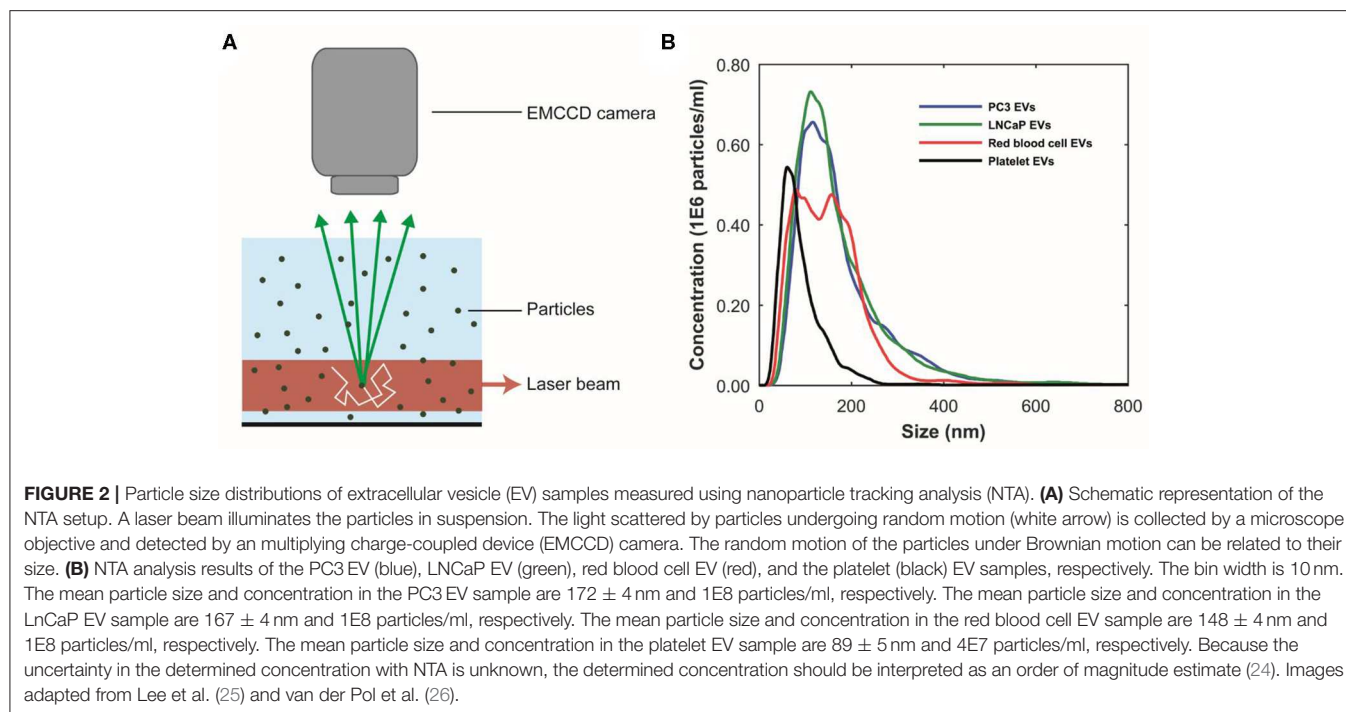 A
EMCCD camera
Particles
Laser beam
B
0.80
0.60
0.40
0.20
0.00
Concentration (1E6 particles/ml)
PC3 EVs
LNCaP EVs
Red blood cell EVs
Platelet EVs
0
200
400
600
800
Size (nm)
FIGURE 2 | Particle size distributions of extracellular vesicle (EV) samples measured using nanoparticle tracking analysis (NTA). (A) Schematic representation of the
NTA setup. A laser beam illuminates the particles in suspension. The light scattered by particles undergoing random motion (white arrow) is collected by a microscope
objective and detected by an multiplying charge-coupled device (EMCCD) camera. The random motion of the particles under Brownian motion can be related to their
size. (B) NTA analysis results of the PC3 EV (blue), LNCaP EV (green), red blood cell EV (red), and the platelet (black) EV samples, respectively. The bin width is 10 nm.
The mean particle size and concentration in the PC3 EV sample are 172 ± 4 nm and 1E8 particles/ml, respectively. The mean particle size and concentration in the
LnCaP EV sample are 167 ± 4 nm and 1E8 particles/ml, respectively. The mean particle size and concentration in the red blood cell EV sample are 148 ± 4 nm and
1E8 particles/ml, respectively. The mean particle size and concentration in the platelet EV sample are 89 ± 5 nm and 4E7 particles/ml, respectively. Because the
uncertainty in the determined concentration with NTA is unknown, the determined concentration should be interpreted as an order of magnitude estimate (24). Images
adapted from Lee et al. (25) and van der Pol et al. (26).